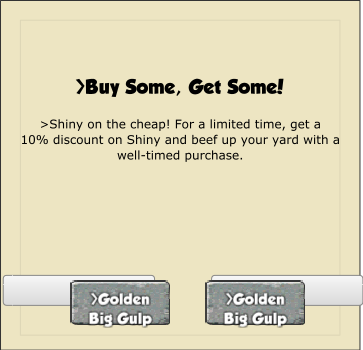 >Buy Some, Get Some!
>Shiny on the cheap! For a limited time, get a
10% discount on Shiny and beef up your yard with a
well-timed purchase.
>Golden
Big Gulp
>Golden
Big Gulp